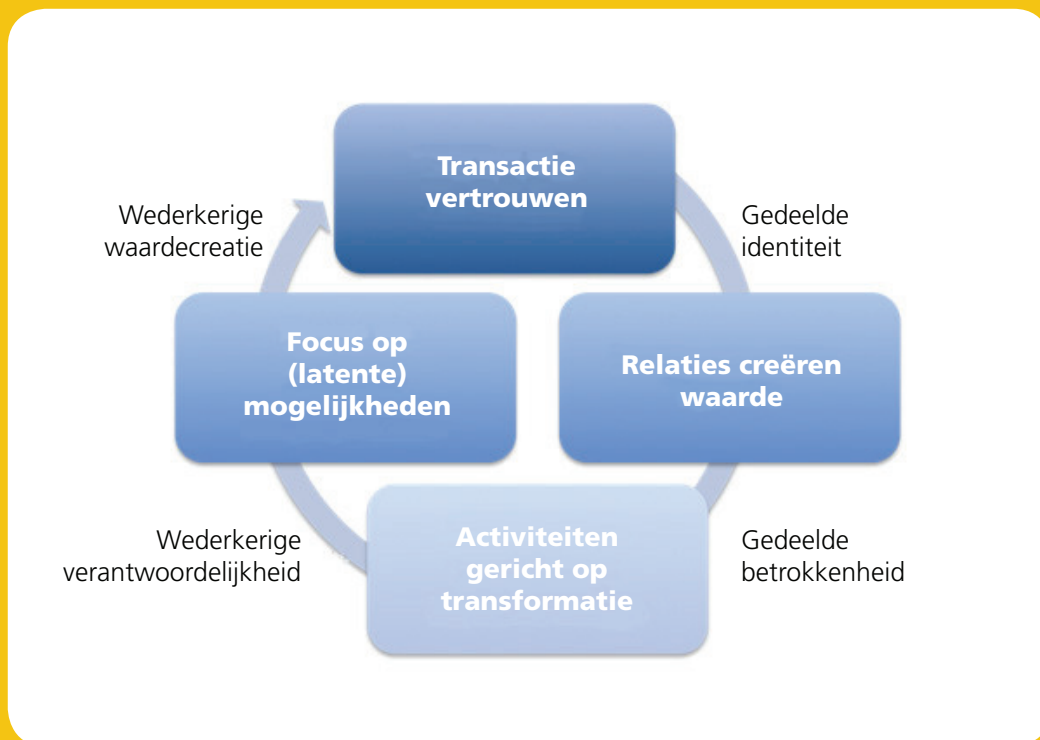 Transactie
vertrouwen
Wederkerige
waardecreatie
Gedeelde
identiteit
Focus op
(latente)
mogelijkheden
Relaties creëren
waarde
Wederkerige
verantwoordelijkheid
Activiteiten
gericht op
transformatie
Gedeelde
betrokkenheid